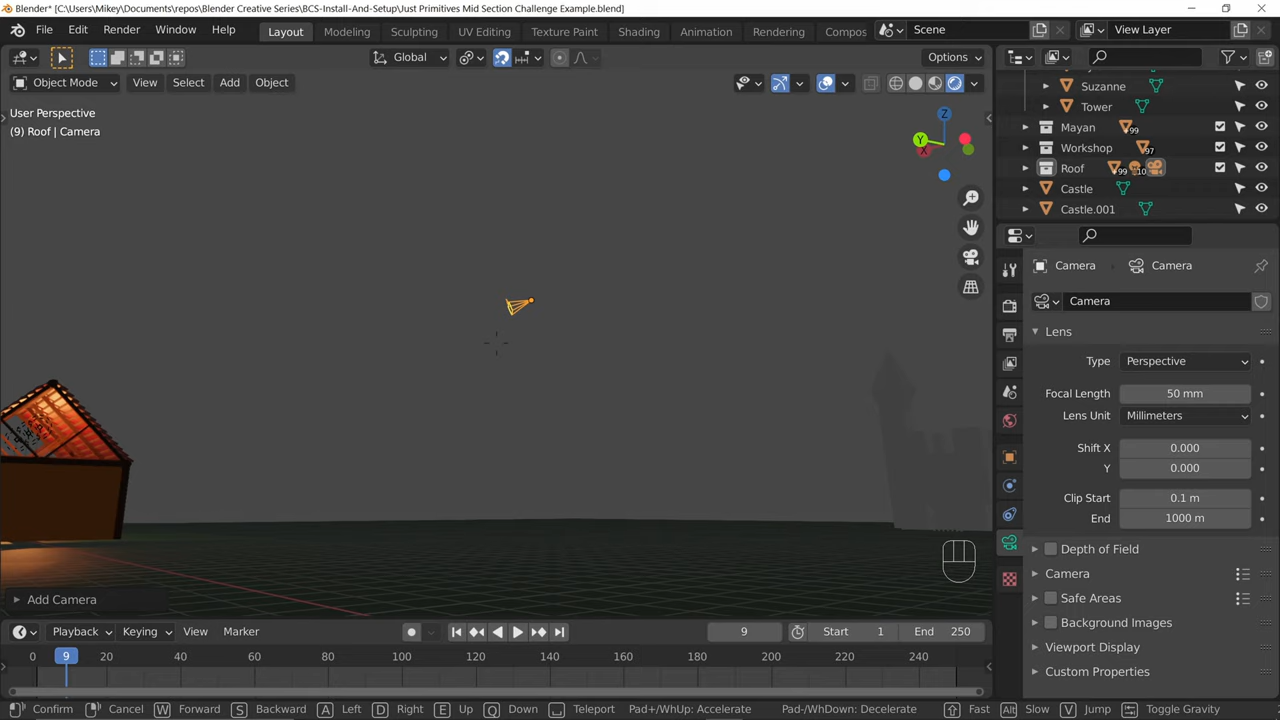 Blender* [C:\Users\Mikey\Documents\repos\Blender Creative Series\BCS-Install-And-Setup\Just Primitives Mid Section Challenge Example.blend]
File Edit Render Window Help Layout Modeling Sculpting UV Editing Texture Paint Shading Animation Rendering Compos Scene View Layer
Global Options
Object Mode View Select Add Object
User Perspective
(9) Roof | Camera
Z
Y
X
Suzanne
Tower
Mayan +99
Workshop 97
Roof +99 10
Castle
Castle.001
Camera Camera
Camera
Lens
Type Perspective
Focal Length 50 mm
Lens Unit Millimeters
Shift X 0.000
Y 0.000
Clip Start 0.1 m
End 1000 m
Depth of Field
Camera
Safe Areas
Background Images
Viewport Display
Custom Properties
Add Camera
Playback Keying View Marker 9 Start 1 End 250
0 9 20 40 60 80 100 120 140 160 180 200 220 240
Confirm Cancel W Forward S Backward A Left D Right E Up Q Down Teleport Pad+/WhUp: Accelerate Pad-/WhDown: Decelerate Fast Alt Slow V Jump Toggle Gravity